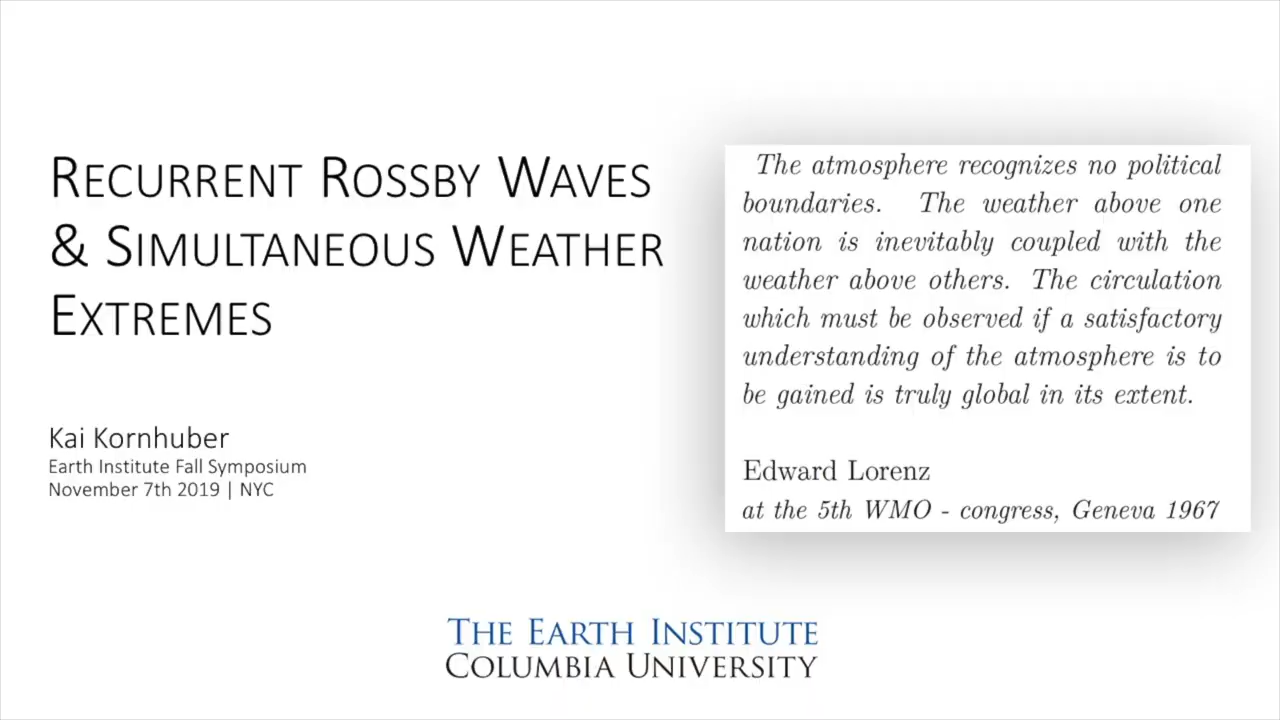 RECURRENT ROSSBY WAVES
& SIMULTANEOUS WEATHER
EXTREMES
Kai Kornhuber
Earth Institute Fall Symposium
November 7th 2019 | NYC
The atmosphere recognizes no political
boundaries. The weather above one
nation is inevitably coupled with the
weather above others. The circulation
which must be observed if a satisfactory
understanding of the atmosphere is to
be gained is truly global in its extent.
Edward Lorenz
at the 5th WMO - congress, Geneva 1967
THE EARTH INSTITUTE
COLUMBIA UNIVERSITY